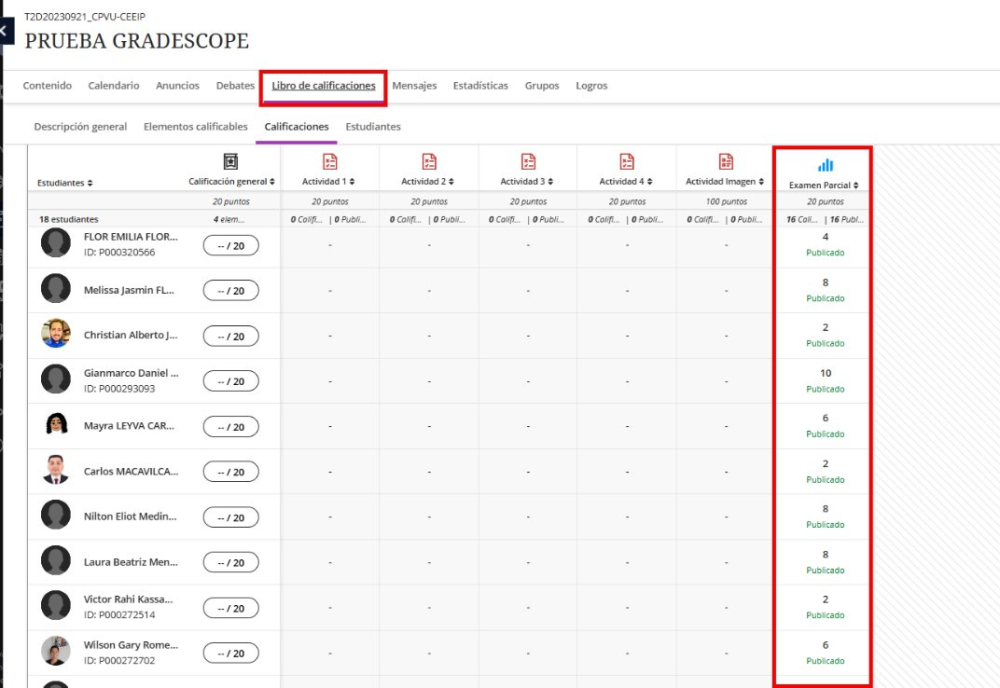 T2D20230921_CPVU-CEEIP
PRUEBA GRADESCOPE
Contenido Calendario Anuncios Debates Libro de calificaciones Mensajes Estadísticas Grupos Logros
Descripción general Elementos calificables Calificaciones Estudiantes
Estudiantes Calificación general Actividad 1 Actividad 2 Actividad 3 Actividad 4 Actividad Imagen Examen Parcial
20 puntos 20 puntos 20 puntos 20 puntos 20 puntos 100 puntos 20 puntos
18 estudiantes 4 elem... 0 Califi... | 0 Publi... 0 Califi... | 0 Publi... 0 Califi... | 0 Publi... 0 Califi... | 0 Publi... 0 Califi... | 0 Publi... 16 Cali... | 16 Publ...
FLOR EMILIA FLOR... -- / 20 - - - - - 4
ID: P000320566 Publicado
Melissa Jasmin FL... -- / 20 - - - - - 8
Publicado
Christian Alberto J... -- / 20 - - - - - 2
Publicado
Gianmarco Daniel ... -- / 20 - - - - - 10
ID: P000293093 Publicado
Mayra LEYVA CAR... -- / 20 - - - - - 6
Publicado
Carlos MACAVILCA... -- / 20 - - - - - 2
Publicado
Nilton Eliot Medin... -- / 20 - - - - - 8
Publicado
Laura Beatriz Men... -- / 20 - - - - - 8
Publicado
Victor Rahi Kassa... -- / 20 - - - - - 2
ID: P000272514 Publicado
Wilson Gary Rome... -- / 20 - - - - - 6
ID: P000272702 Publicado